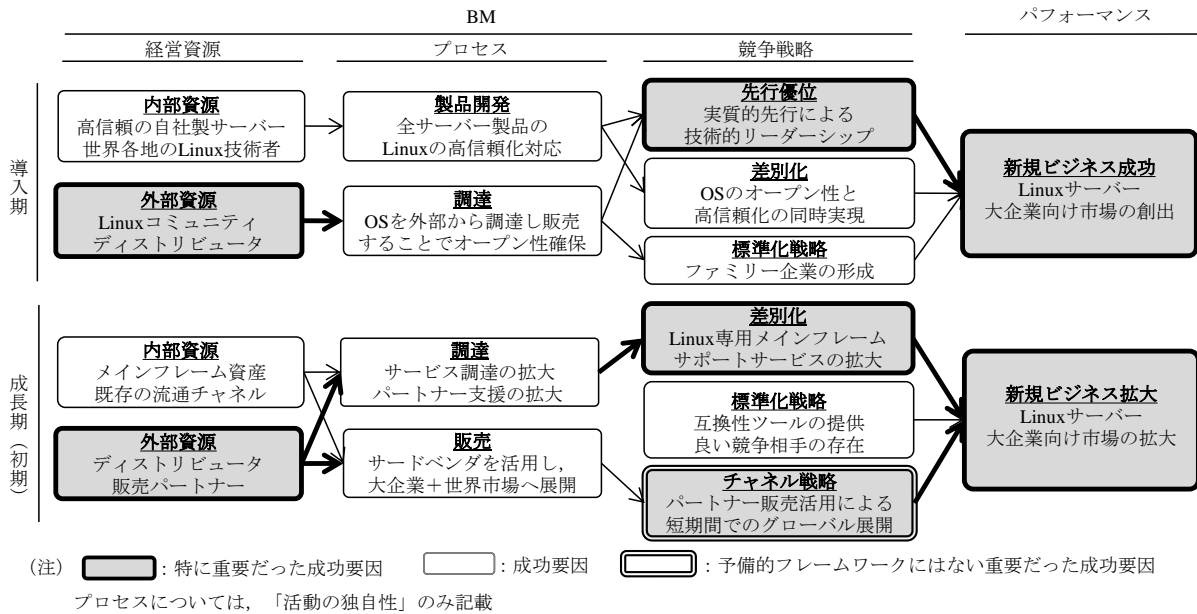 BM
パフォーマンス
経営資源
プロセス
競争戦略
導入期
内部資源
高信頼の自社製サーバー
世界各地のLinux技術者
製品開発
全サーバー製品の
Linuxの高信頼化対応
先行優位
実質的先行による
技術的リーダーシップ
外部資源
Linuxコミュニティ
ディストリビュータ
調達
OSを外部から調達し販売
することでオープン性確保
差別化
OSのオープン性と
高信頼化の同時実現
標準化戦略
ファミリー企業の形成
新規ビジネス成功
Linuxサーバー
大企業向け市場の創出
成長期（初期）
内部資源
メインフレーム資産
既存の流通チャネル
調達
サービス調達の拡大
パートナー支援の拡大
差別化
Linux専用メインフレーム
サポートサービスの拡大
外部資源
ディストリビュータ
販売パートナー
販売
サードベンダを活用し，
大企業＋世界市場へ展開
標準化戦略
互換性ツールの提供
良い競争相手の存在
チャネル戦略
パートナー販売活用による
短期間でのグローバル展開
新規ビジネス拡大
Linuxサーバー
大企業向け市場の拡大
（注） ：特に重要だった成功要因 ：成功要因 ：予備的フレームワークにはない重要だった成功要因
プロセスについては，「活動の独自性」のみ記載